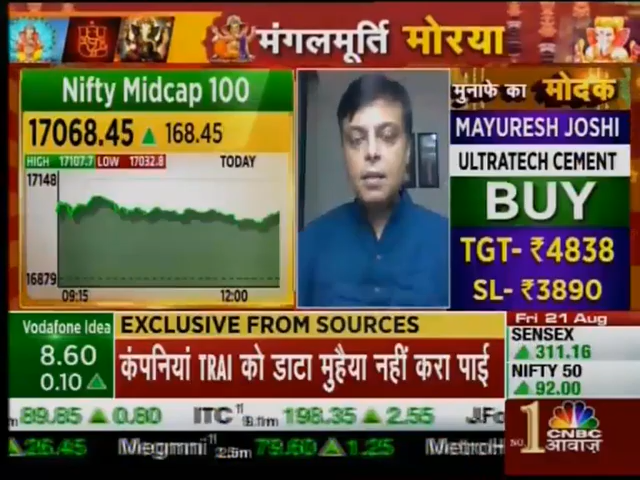 मंगलमूर्ति मोरया
Nifty Midcap 100
17068.45 ▲ 168.45
HIGH 17107.7 LOW 17032.8 TODAY
17148
16879
09:15 12:00
मुनाफे का मोदक
MAYURESH JOSHI
ULTRATECH CEMENT
BUY
TGT- ₹4838
SL- ₹3890
Vodafone Idea
8.60
0.10 ▲
EXCLUSIVE FROM SOURCES
कंपनियां TRAI को डाटा मुहैया नहीं करा पाई
Fri 21 Aug
SENSEX
▲ 311.16
NIFTY 50
▲ 92.00
89.85 ▲ 0.80 ITC 198.35 ▲ 2.55
▲ 26.45 Megmni 2.5m 79.60 ▲ 1.25
NO. 1 CNBC
आवाज़